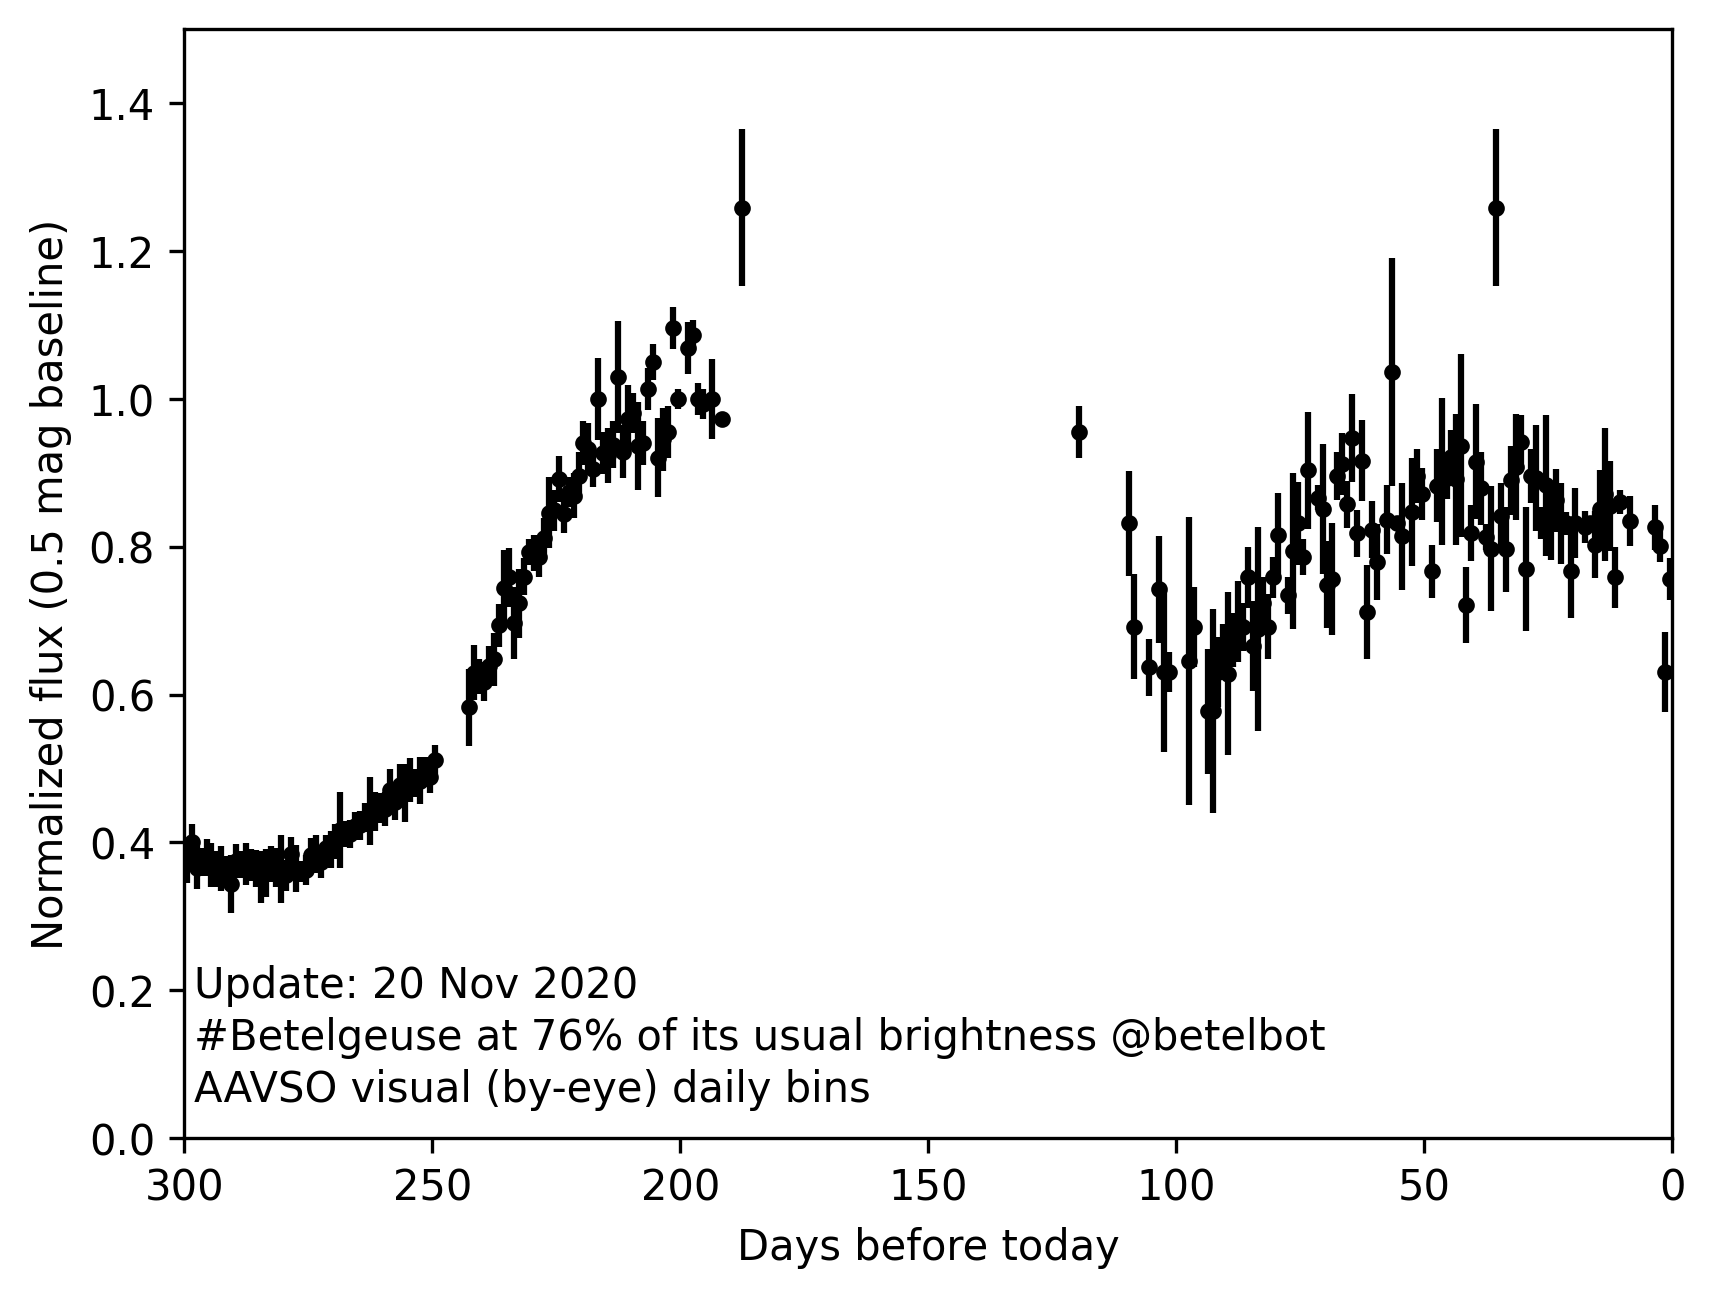 1.4
1.2
1.0
0.8
0.6
0.4
0.2
0.0
Normalized flux (0.5 mag baseline)
Update: 20 Nov 2020
#Betelgeuse at 76% of its usual brightness @betelbot
AAVSO visual (by-eye) daily bins
300 250 200 150 100 50 0
Days before today